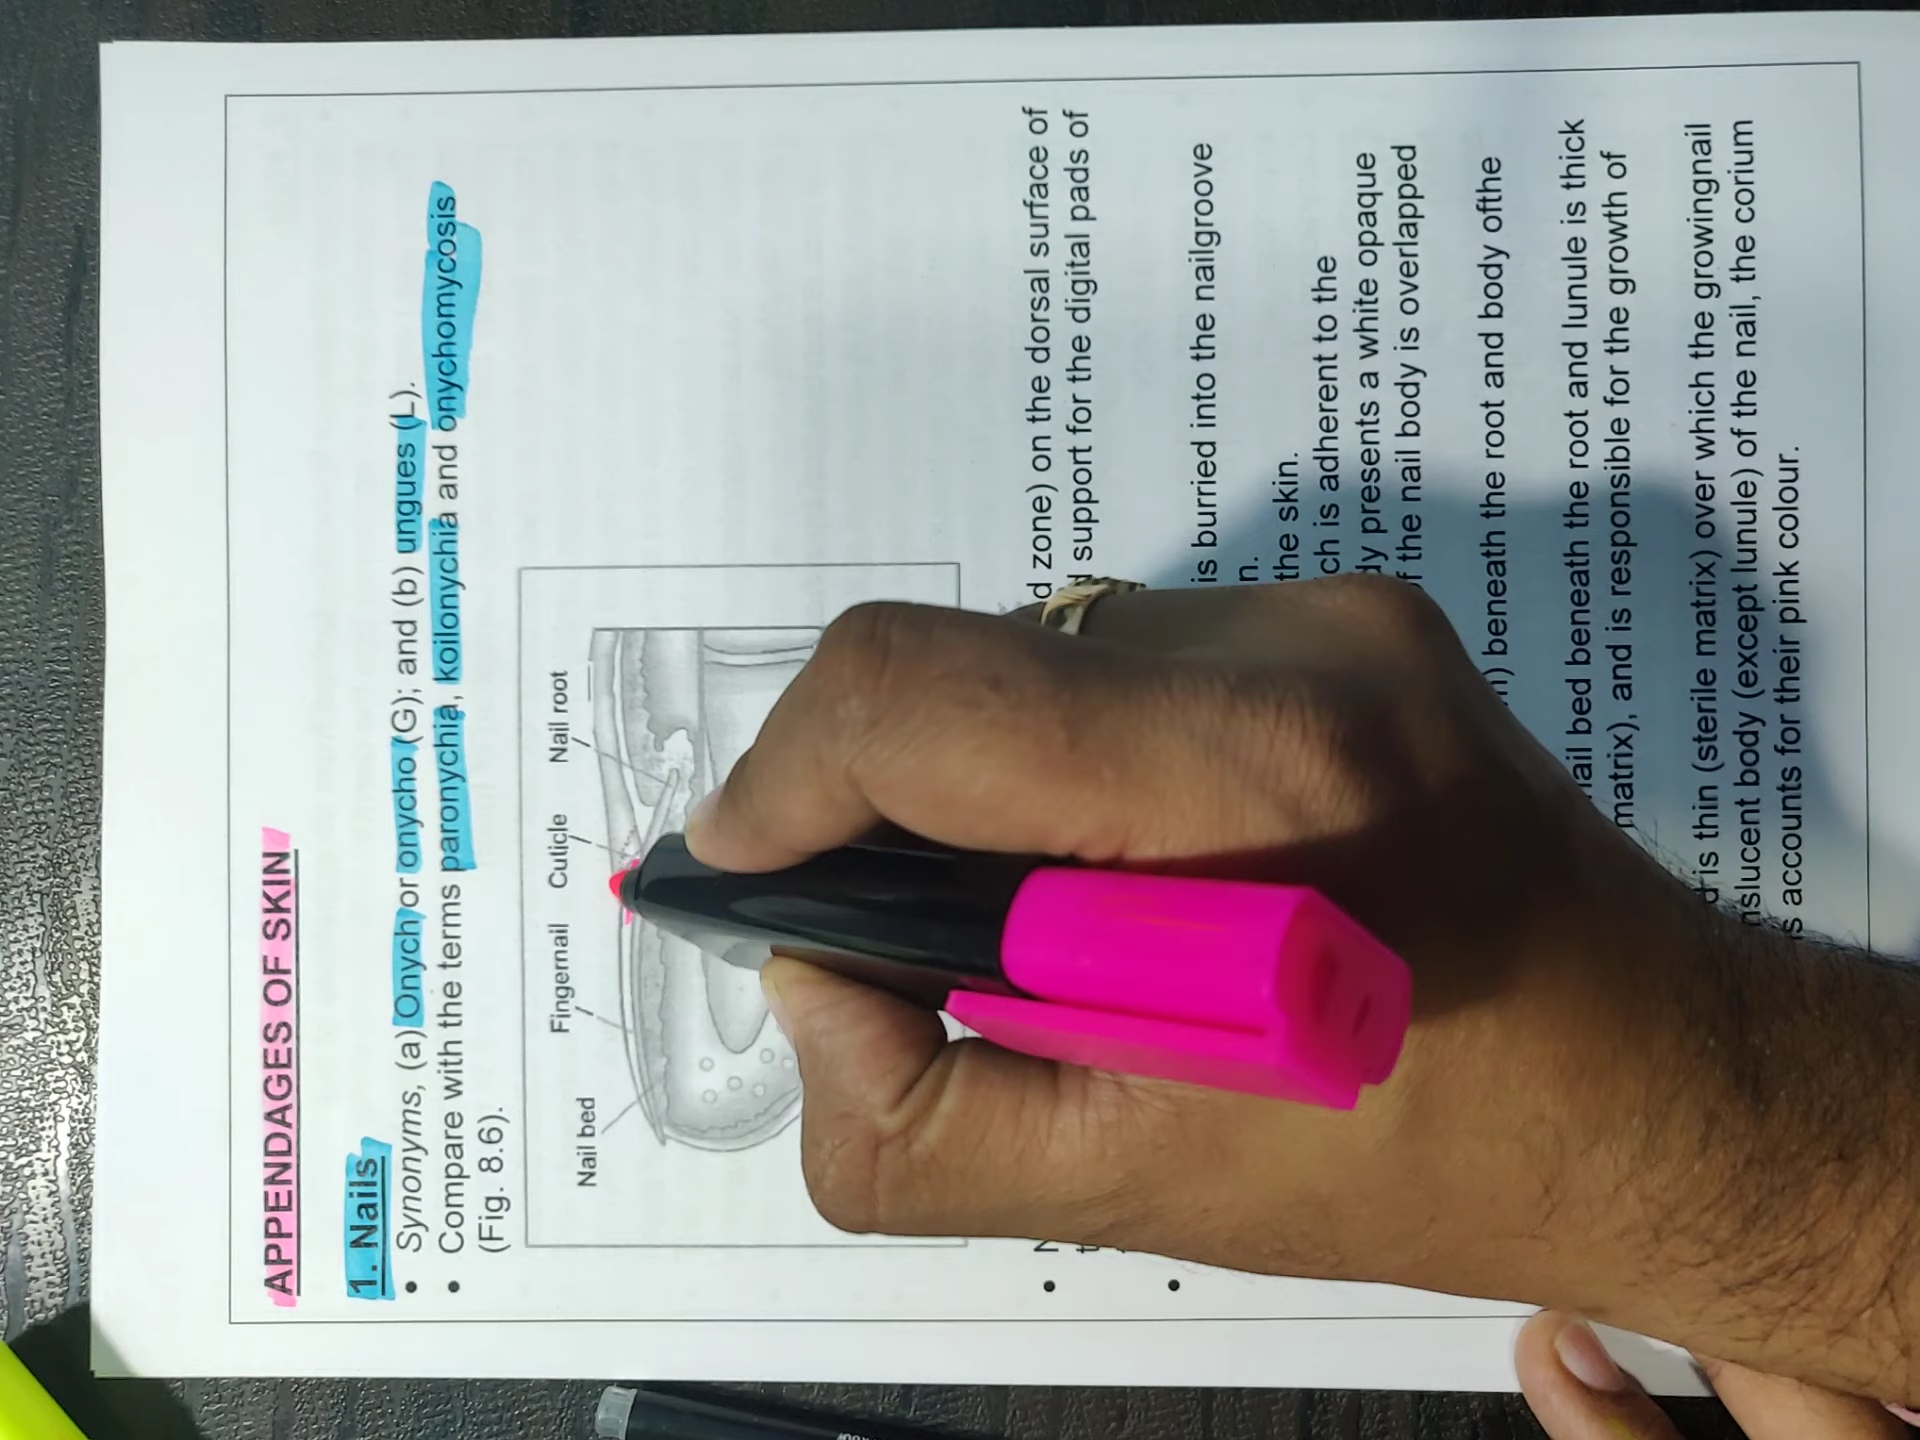 APPENDAGES OF SKIN
1. Nails
• Synonyms, (a) Onych or onycho (G); and (b) ungues (L).
• Compare with the terms paronychia, koilonychia and onychomycosis
(Fig. 8.6).
Nail bed
Fingernail
Cuticle
Nail root
zone) on the dorsal surface of
support for the digital pads of
is burried into the nailgroove
the skin.
is adherent to the
presents a white opaque
the nail body is overlapped
beneath the root and body ofthe
bed beneath the root and lunule is thick
matrix), and is responsible for the growth of
is thin (sterile matrix) over which the growingnail
body (except lunule) of the nail, the corium
accounts for their pink colour.